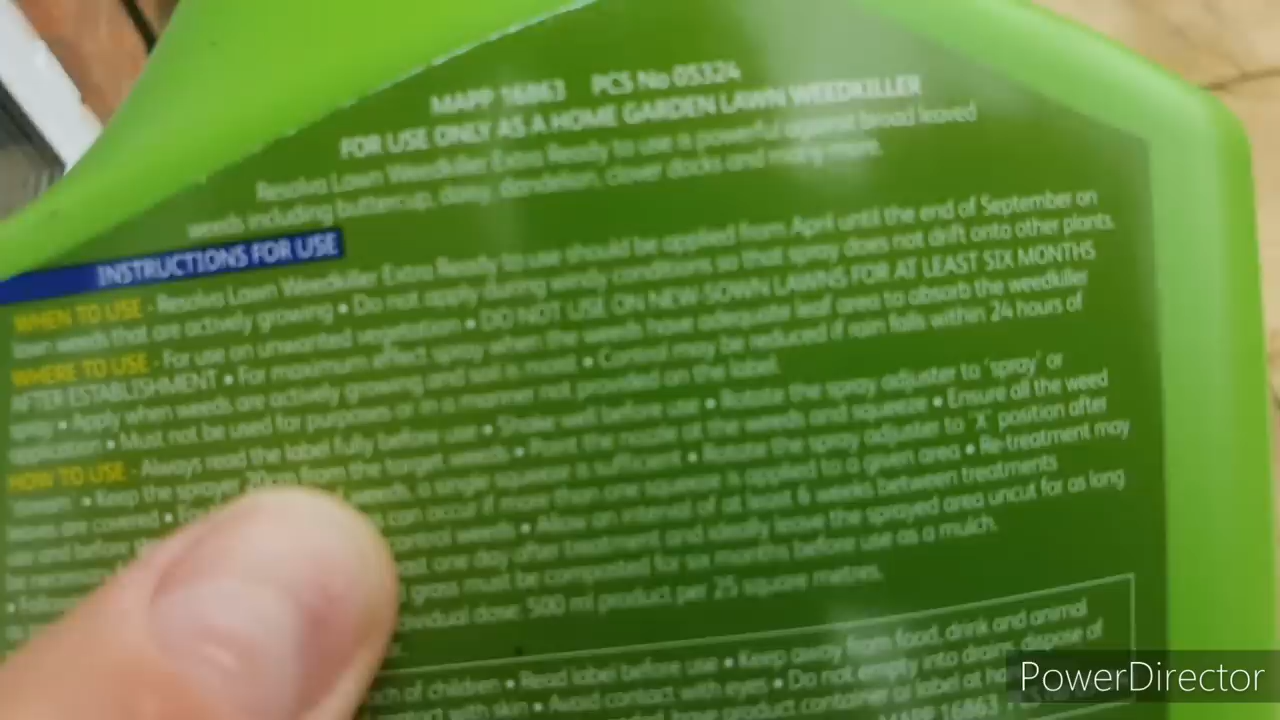 MAPP 16863 PCS No 05324
FOR USE ONLY AS A HOME GARDEN LAWN WEEDKILLER
Resolva Lawn Weedkiller Extra Ready to use a powerful against broad leaved
weeds including buttercup, daisy, dandelion, clover docks and many more.
INSTRUCTIONS FOR USE
WHEN TO USE - Resolva Lawn Weedkiller Extra Ready to use should be applied from April until the end of September on
that are actively growing • Do not apply during windy conditions so that spray does not drift onto other plants.
WHERE TO USE - For use on unwanted vegetation • DO NOT USE ON NEW-SOWN LAWNS FOR AT LEAST SIX MONTHS
AFTER ESTABLISHMENT • For maximum effect spray when the weeds have adequate leaf area to absorb the weedkiller
spray • Apply when weeds are actively growing and soil is moist • Control may be reduced if rain falls within 24 hours of
application • Must not be used for purposes or in a manner not provided on the label.
HOW TO USE - Always read the label fully before use • Shake well before use • Rotate the spray adjuster to 'spray' or
• Keep the sprayer 20cm from the target weeds • Point the nozzle at the weeds and squeeze • Ensure all the weed
leaves are covered • weeds, a single squeeze is sufficient • Rotate the spray adjuster to 'X' position after
use and before can occur if more than one squeeze is applied to a given area • Re-treatment may
be control weeds • Allow an interval of at least 6 weeks between treatments
one day after treatment and ideally leave the sprayed area uncut for as long
grass must be composted for six months before use as a mulch.
dose: 500 ml product per 25 square metres.
of children • Read label before use • Keep away from food, drink and animal
with skin • Avoid contact with eyes • Do not empty into drains, dispose of
product container or label at
MAPP 16863 •
PowerDirector